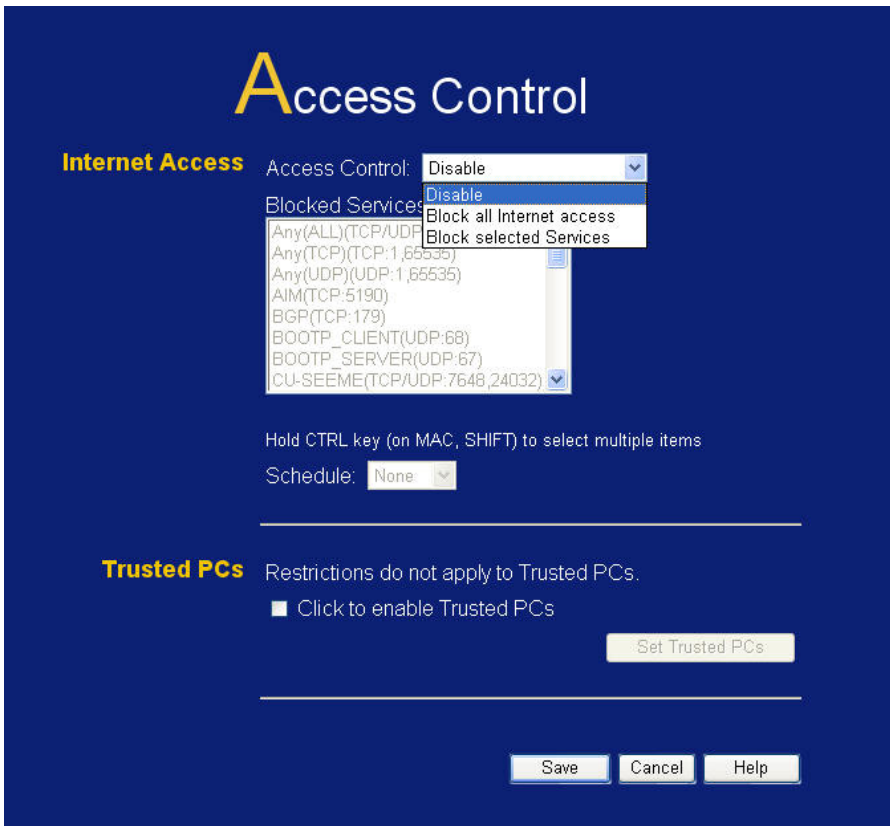 Access Control
Internet Access
Access Control: Disable
Disable
Block all Internet access
Block selected Services
Blocked Services
Any(ALL)(TCP/UDP
Any(TCP)(TCP:1,65535)
Any(UDP)(UDP:1,65535)
AIM(TCP:5190)
BGP(TCP:179)
BOOTP_CLIENT(UDP:68)
BOOTP_SERVER(UDP:67)
CU-SEEME(TCP/UDP:7648,24032)
Hold CTRL key (on MAC, SHIFT) to select multiple items
Schedule: None
Trusted PCs
Restrictions do not apply to Trusted PCs.
Click to enable Trusted PCs
Set Trusted PCs
Save Cancel Help